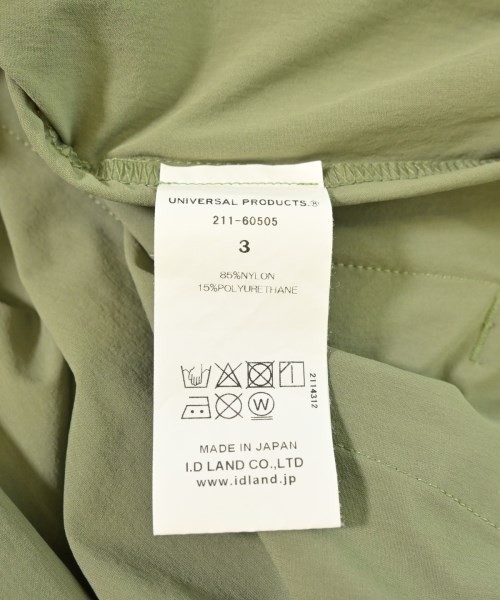 UNIVERSAL PRODUCTS.®
211-60505
3
85%NYLON
15%POLYURETHANE
2114312
W
MADE IN JAPAN
I.D LAND CO.,LTD
www.idland.jp